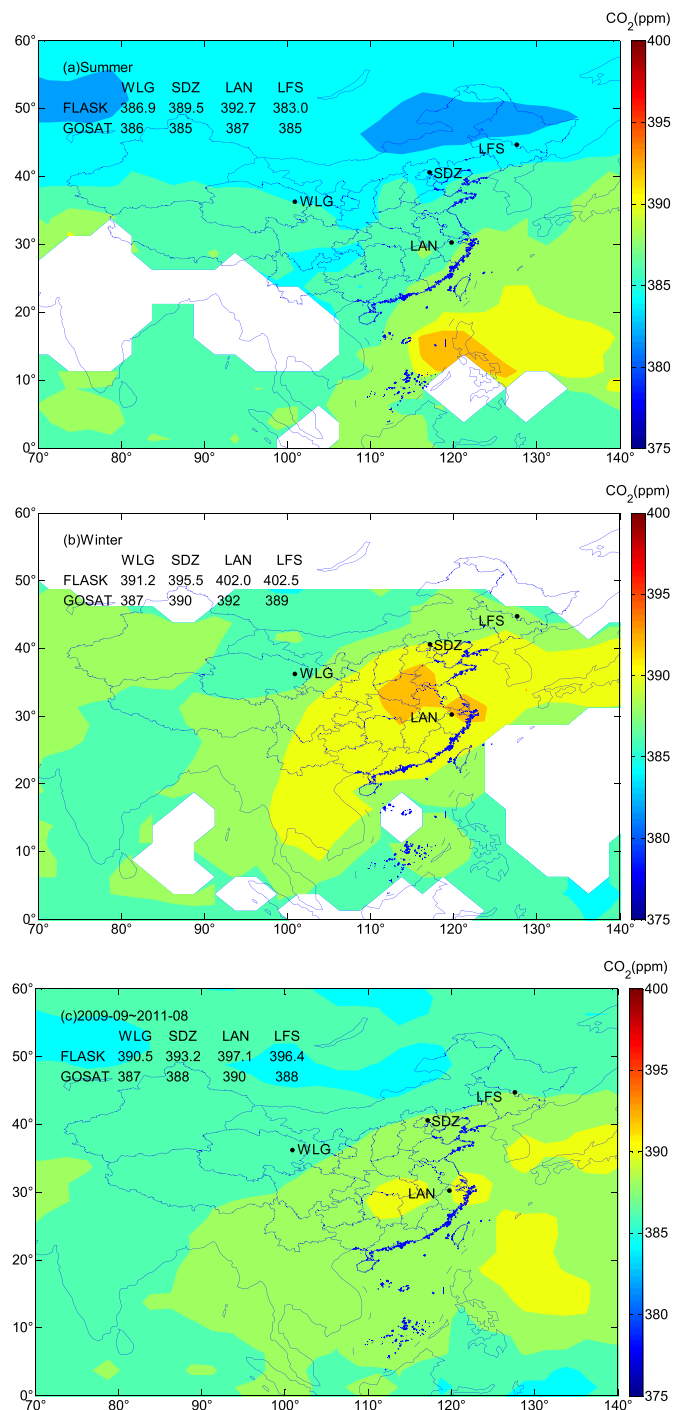 CO2(ppm)
60°
400
(a)Summer
WLG SDZ LAN LFS
FLASK 386.9 389.5 392.7 383.0
GOSAT 386 385 387 385
50°
395
LFS
40°
SDZ
390
WLG
30°
LAN
385
20°
380
10°
0°
375
70° 80° 90° 100° 110° 120° 130° 140°
CO2(ppm)
60°
400
(b)Winter
WLG SDZ LAN LFS
FLASK 391.2 395.5 402.0 402.5
GOSAT 387 390 392 389
50°
395
LFS
40°
SDZ
390
WLG
30°
LAN
385
20°
380
10°
0°
375
70° 80° 90° 100° 110° 120° 130° 140°
CO2(ppm)
60°
400
(c)2009-09~2011-08
WLG SDZ LAN LFS
FLASK 390.5 393.2 397.1 396.4
GOSAT 387 388 390 388
50°
395
LFS
40°
SDZ
390
WLG
30°
LAN
385
20°
380
10°
0°
375
70° 80° 90° 100° 110° 120° 130° 140°